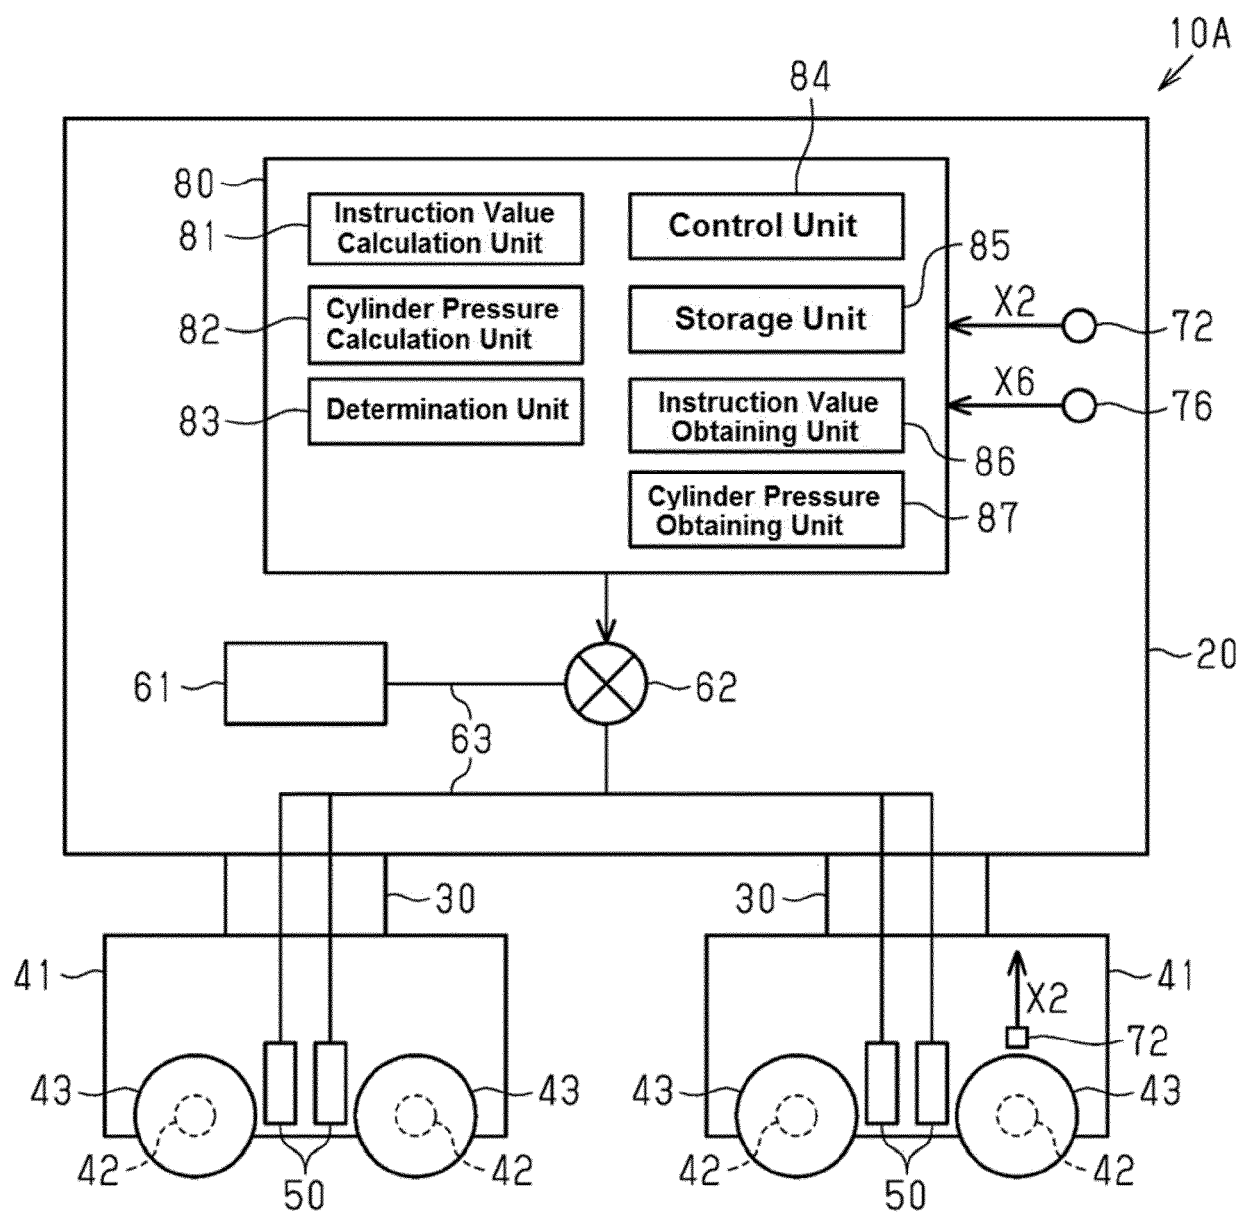 10A
84
80
Instruction Value
Calculation Unit
81
Control Unit
85
Cylinder Pressure
Calculation Unit
82
Storage Unit
X2
72
Determination Unit
83
Instruction Value
Obtaining Unit
86
X6
76
Cylinder Pressure
Obtaining Unit
87
20
61
62
63
30
30
41
41
X2
72
43
43
43
43
42
42
42
42
50
50